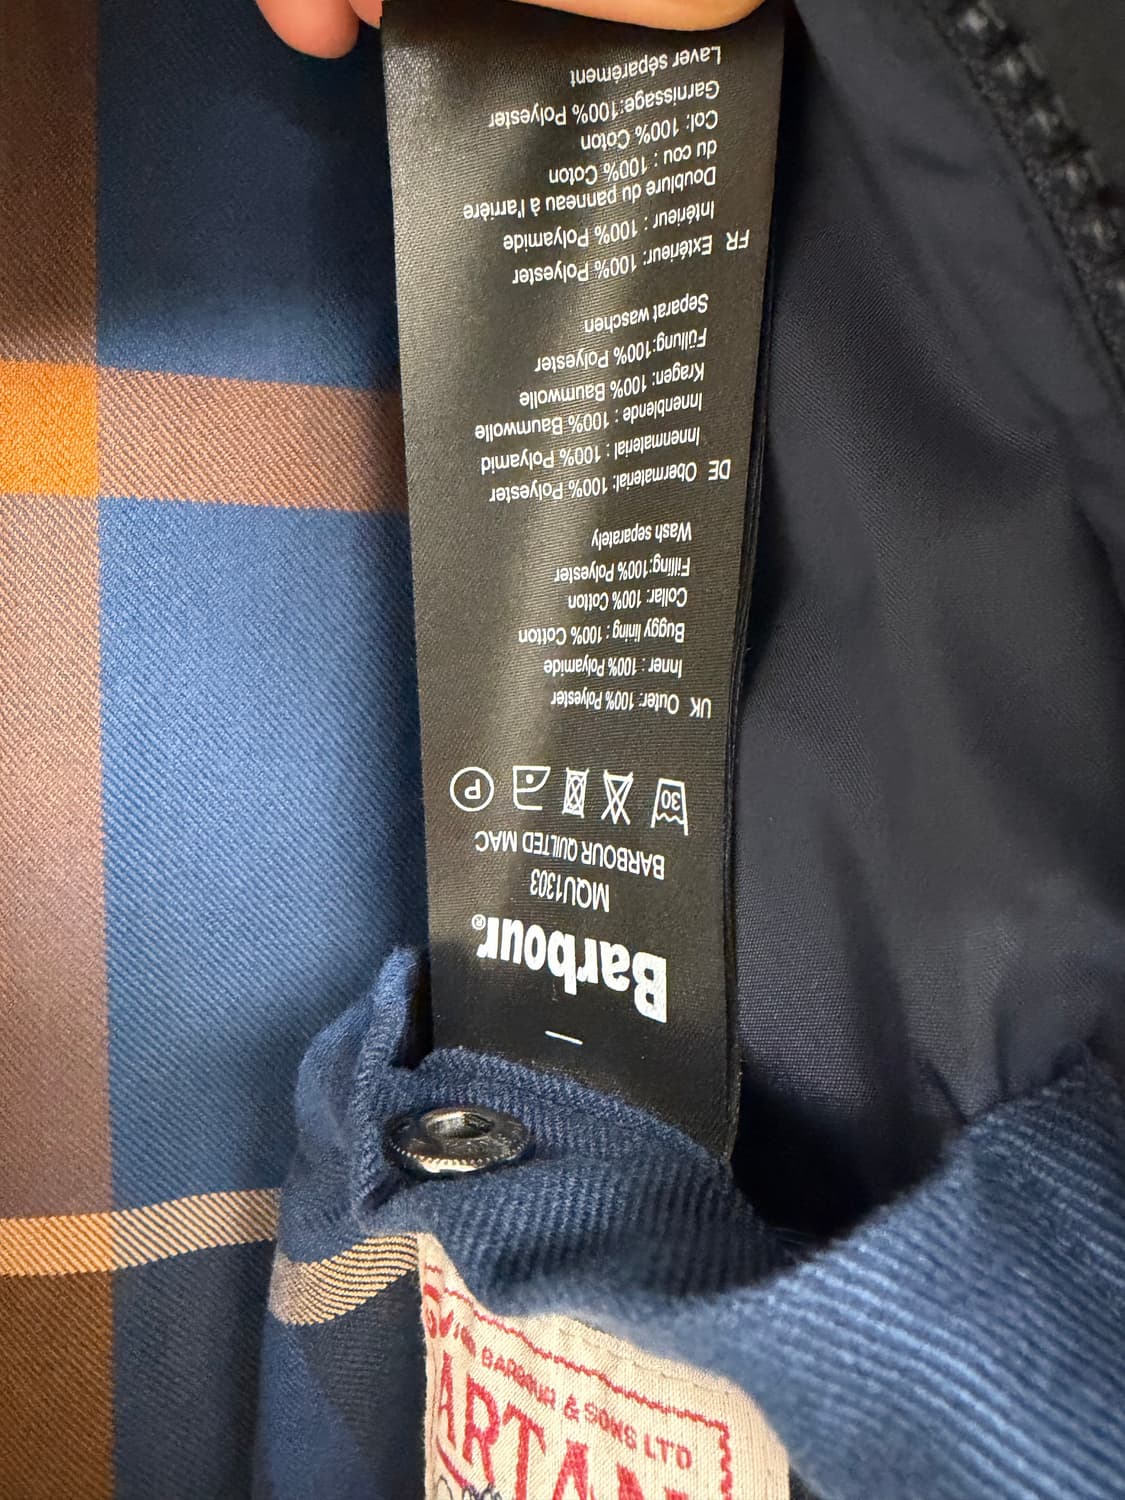 Barbour®
MQU1303
BARBOUR QUILTED MAC
30 P
UK Outer: 100% Polyester
Inner : 100% Polyamide
Buggy lining : 100% Cotton
Collar: 100% Cotton
Filling:100% Polyester
Wash separately
DE Obermaterial: 100% Polyester
Innenmaterial : 100% Polyamid
Innenblende : 100% Baumwolle
Kragen: 100% Baumwolle
Füllung:100% Polyester
Separat waschen
FR Extérieur: 100% Polyester
Intérieur : 100% Polyamide
Doublure du panneau à l'arrière
du cou : 100% Coton
Col: 100% Coton
Garnissage:100% Polyester
Laver séparément
BARBOUR & SONS LTD
ARTAN